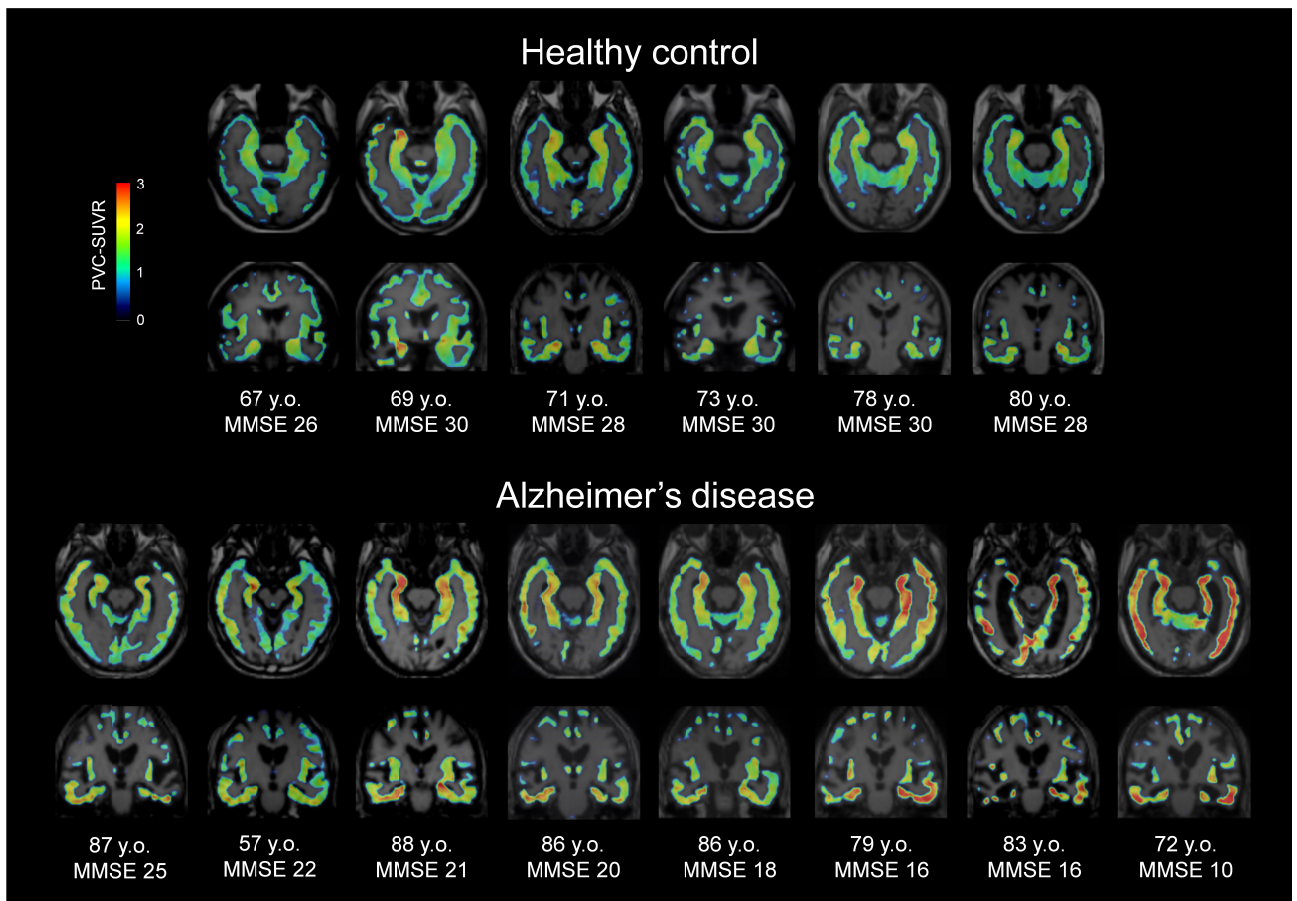 Healthy control
PVC-SUVR
3
2
1
0
67 y.o.
MMSE 26
69 y.o.
MMSE 30
71 y.o.
MMSE 28
73 y.o.
MMSE 30
78 y.o.
MMSE 30
80 y.o.
MMSE 28
Alzheimer’s disease
87 y.o.
MMSE 25
57 y.o.
MMSE 22
88 y.o.
MMSE 21
86 y.o.
MMSE 20
86 y.o.
MMSE 18
79 y.o.
MMSE 16
83 y.o.
MMSE 16
72 y.o.
MMSE 10